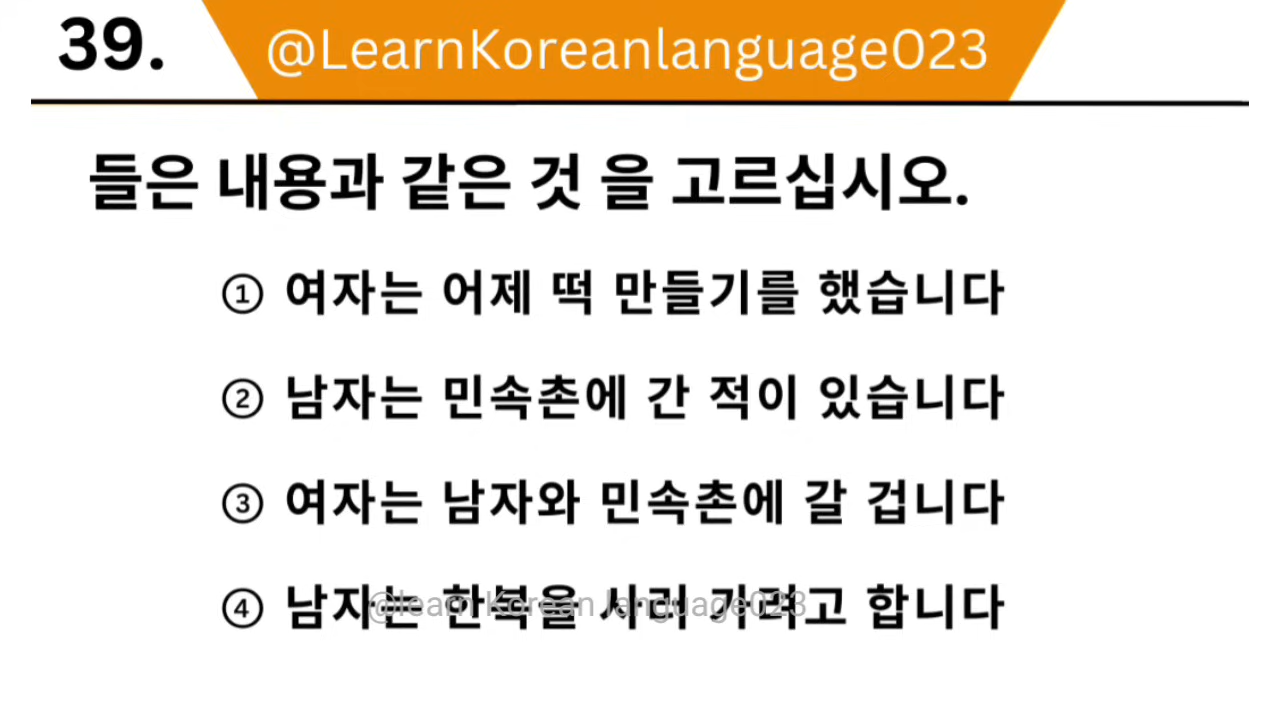 39.
@LearnKoreanlanguage023
들은 내용과 같은 것 을 고르십시오.
① 여자는 어제 떡 만들기를 했습니다
② 남자는 민속촌에 간 적이 있습니다
③ 여자는 남자와 민속촌에 갈 겁니다
④ 남자는 한복을 사러 가려고 합니다
@learn Korean language023